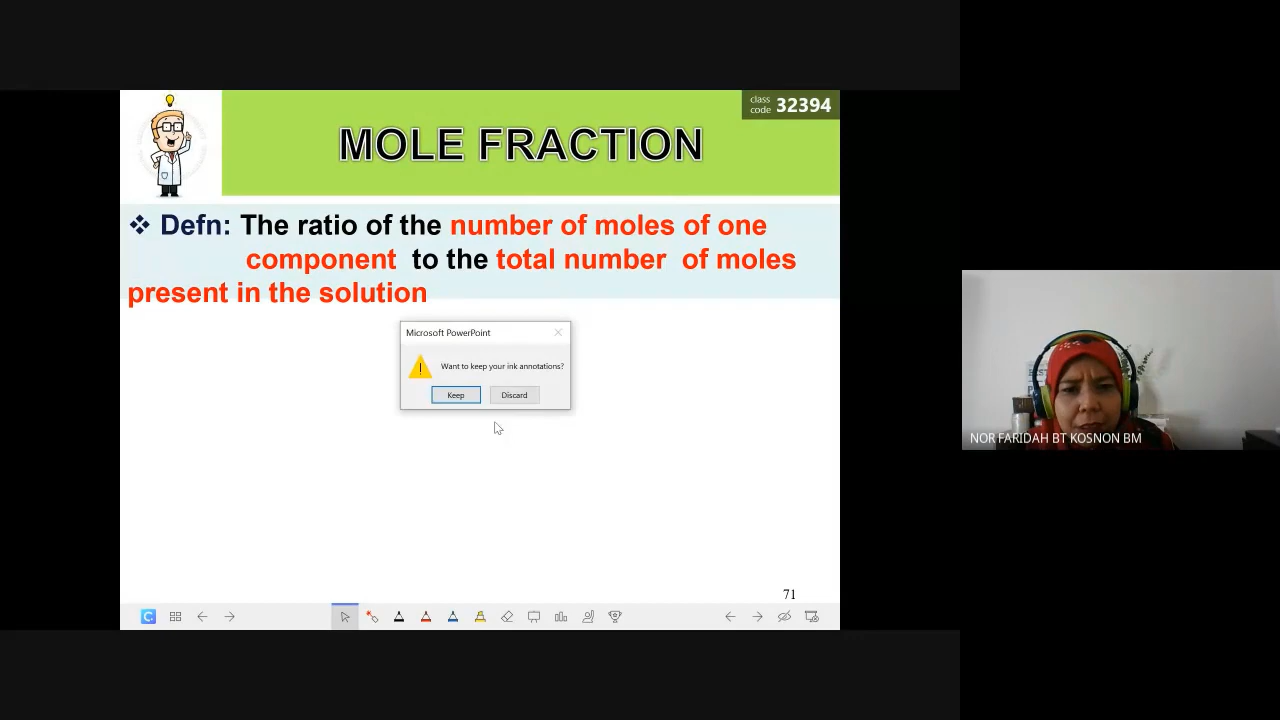 class
code 32394
MOLE FRACTION
❖ Defn: The ratio of the number of moles of one
component to the total number of moles
present in the solution
Microsoft PowerPoint
Want to keep your ink annotations?
Keep Discard
NOR FARIDAH BT KOSNON BM
71